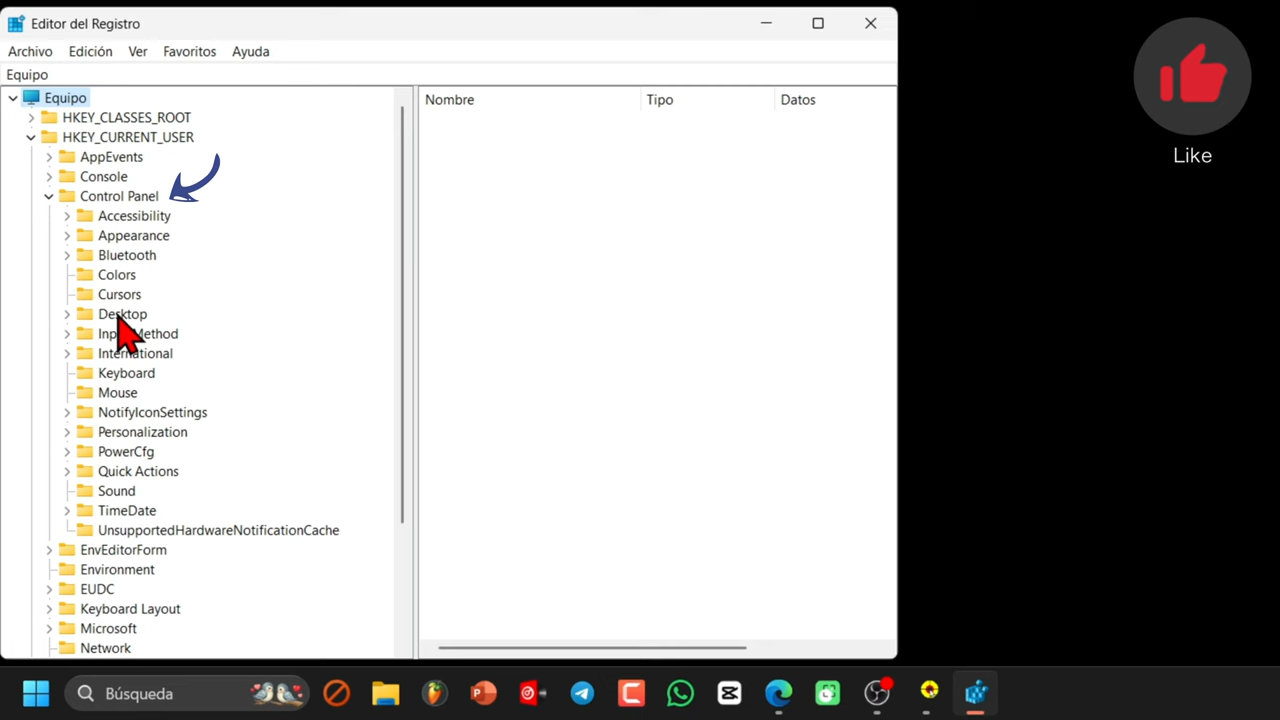 Editor del Registro
Archivo Edición Ver Favoritos Ayuda
Equipo
Equipo
HKEY_CLASSES_ROOT
HKEY_CURRENT_USER
AppEvents
Console
Control Panel
Accessibility
Appearance
Bluetooth
Colors
Cursors
Desktop
Input Method
International
Keyboard
Mouse
NotifyIconSettings
Personalization
PowerCfg
Quick Actions
Sound
TimeDate
UnsupportedHardwareNotificationCache
EnvEditorForm
Environment
EUDC
Keyboard Layout
Microsoft
Network
Nombre Tipo Datos
Like
Búsqueda